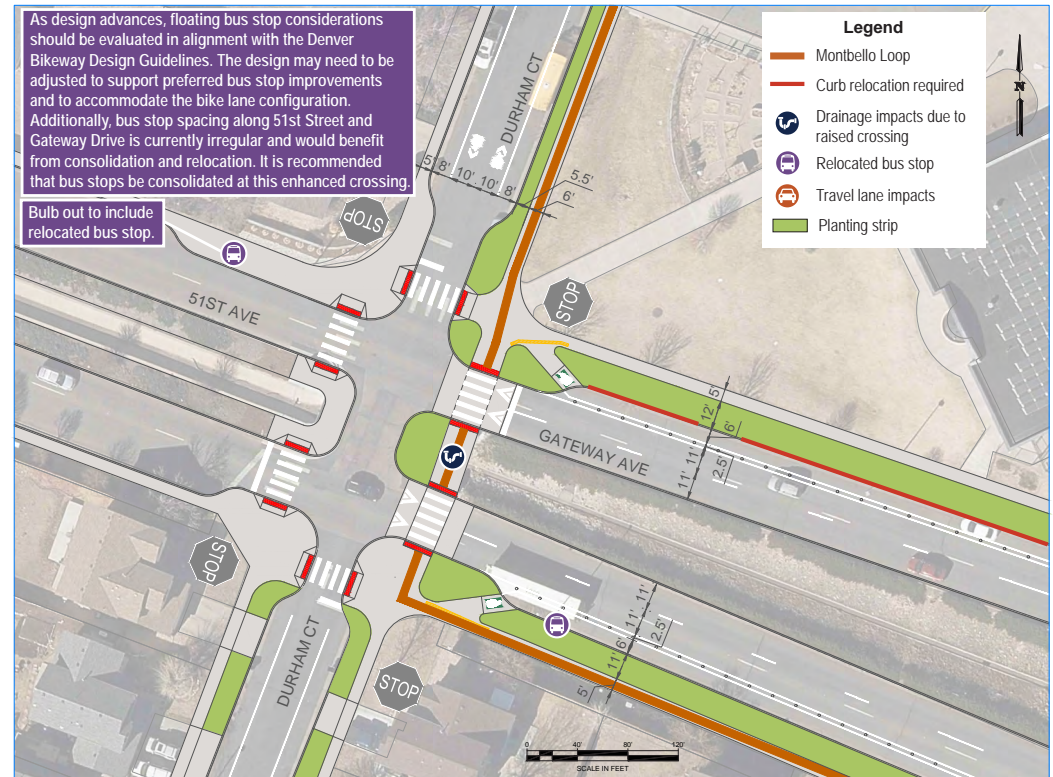 As design advances, floating bus stop considerations
should be evaluated in alignment with the Denver
Bikeway Design Guidelines. The design may need to be
adjusted to support preferred bus stop improvements
and to accommodate the bike lane configuration.
Additionally, bus stop spacing along 51st Street and
Gateway Drive is currently irregular and would benefit
from consolidation and relocation. It is recommended
that bus stops be consolidated at this enhanced crossing.
Bulb out to include
relocated bus stop.
Legend
Montbello Loop
Curb relocation required
Drainage impacts due to
raised crossing
Relocated bus stop
Travel lane impacts
Planting strip
N
DURHAM CT
5' 8' 10' 10' 8'
5.5'
6'
STOP
STOP
51ST AVE
GATEWAY AVE
5'
12'
6'
11' 11'
2.5'
STOP
DURHAM CT
STOP
11'
11'
2.5'
6'
11'
5'
0 40' 80' 120'
SCALE IN FEET